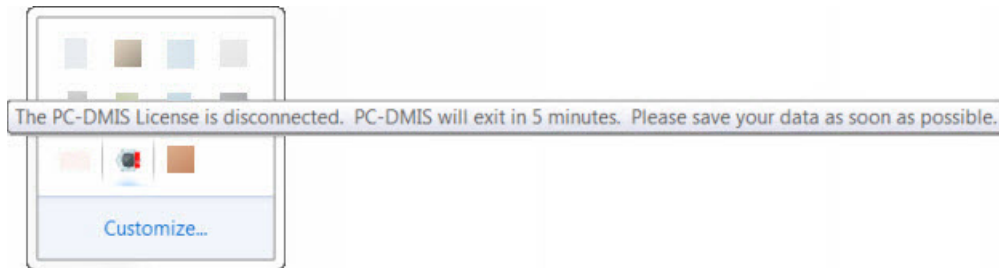 The PC-DMIS License is disconnected.  PC-DMIS will exit in 5 minutes.  Please save your data as soon as possible.
Customize...